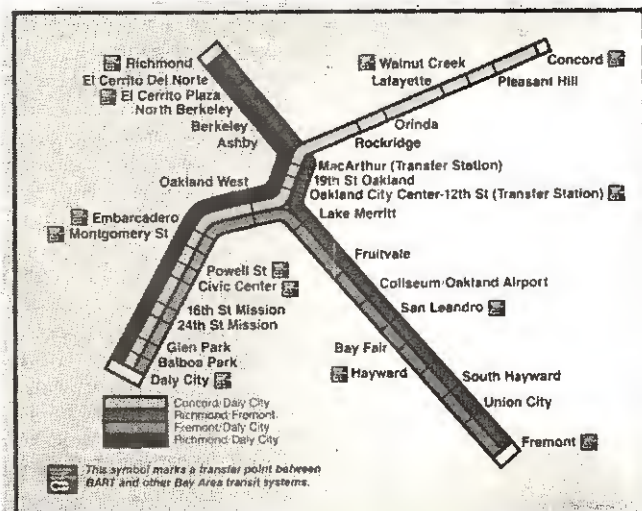 Richmond
El Cerrito Del Norte
El Cerrito Plaza
North Berkeley
Berkeley
Ashby
Walnut Creek
Lafayette
Concord
Pleasant Hill
Orinda
Rockridge
MacArthur (Transfer Station)
19th St Oakland
Oakland City Center-12th St (Transfer Station)
Lake Merritt
Oakland West
Embarcadero
Montgomery St
Powell St
Civic Center
16th St Mission
24th St Mission
Glen Park
Balboa Park
Daly City
Fruitvale
Coliseum/Oakland Airport
San Leandro
Bay Fair
Hayward
South Hayward
Union City
Fremont
Concord/Daly City
Richmond/Fremont
Fremont/Daly City
Richmond/Daly City
This symbol marks a transfer point between
BART and other Bay Area transit systems.